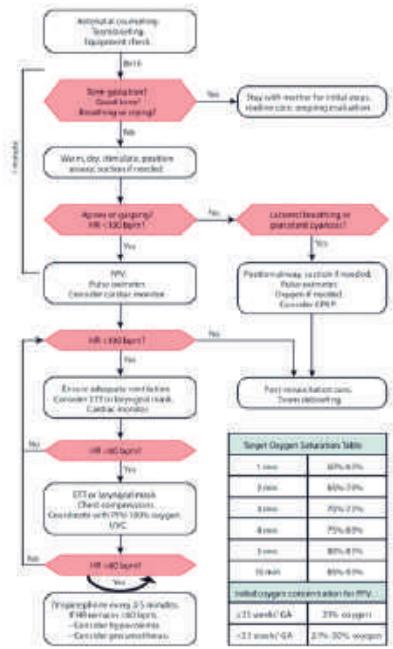 Antenatal counseling.
Team briefing.
Equipment check.
Birth
Term gestation?
Good tone?
Breathing or crying?
Yes
Stay with mother for initial steps,
routine care, ongoing evaluation.
No
1 minute
Warm, dry, stimulate, position
airway, suction if needed.
Apnea or gasping?
HR <100 bpm?
No
Labored breathing or
persistent cyanosis?
Yes
Yes
PPV.
Pulse oximeter.
Consider cardiac monitor.
Position airway, suction if needed.
Pulse oximeter.
Oxygen if needed.
Consider CPAP.
HR <100 bpm?
No
Yes
Ensure adequate ventilation.
Consider ETT or laryngeal mask.
Cardiac monitor.
Post-resuscitation care.
Team debriefing.
No
HR <60 bpm?
Yes
ETT or laryngeal mask.
Chest compressions.
Coordinate with PPV-100% oxygen.
UVC.
No
HR <60 bpm?
Yes
Epinephrine every 3-5 minutes.
If HR remains <60 bpm,
–Consider hypovolemia
–Consider pneumothorax
Target Oxygen Saturation Table
1 min 60%-65%
2 min 65%-70%
3 min 70%-75%
4 min 75%-80%
5 min 80%-85%
10 min 85%-95%
Initial oxygen concentration for PPV
21% oxygen
21%-30% oxygen